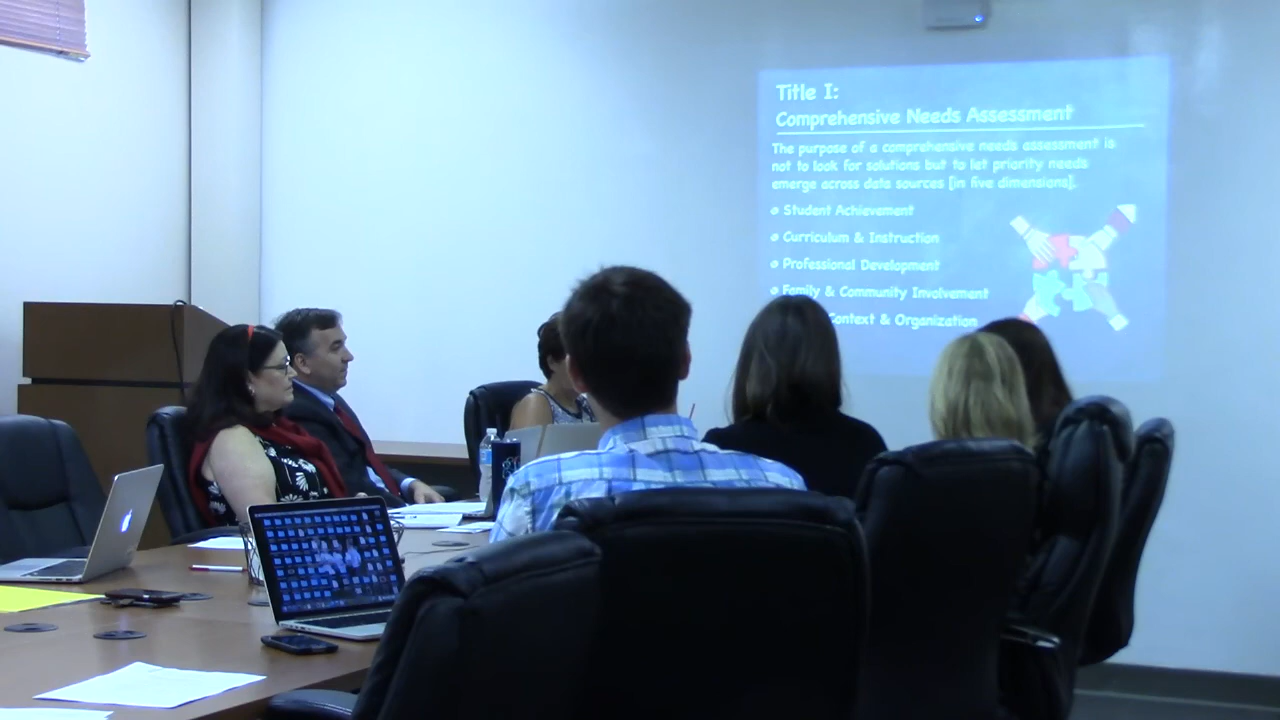 Title I:
Comprehensive Needs Assessment
The purpose of a comprehensive needs assessment is
not to look for solutions but to let priority needs
emerge across data sources [in five dimensions].
Student Achievement
Curriculum & Instruction
Professional Development
Family & Community Involvement
Context & Organization